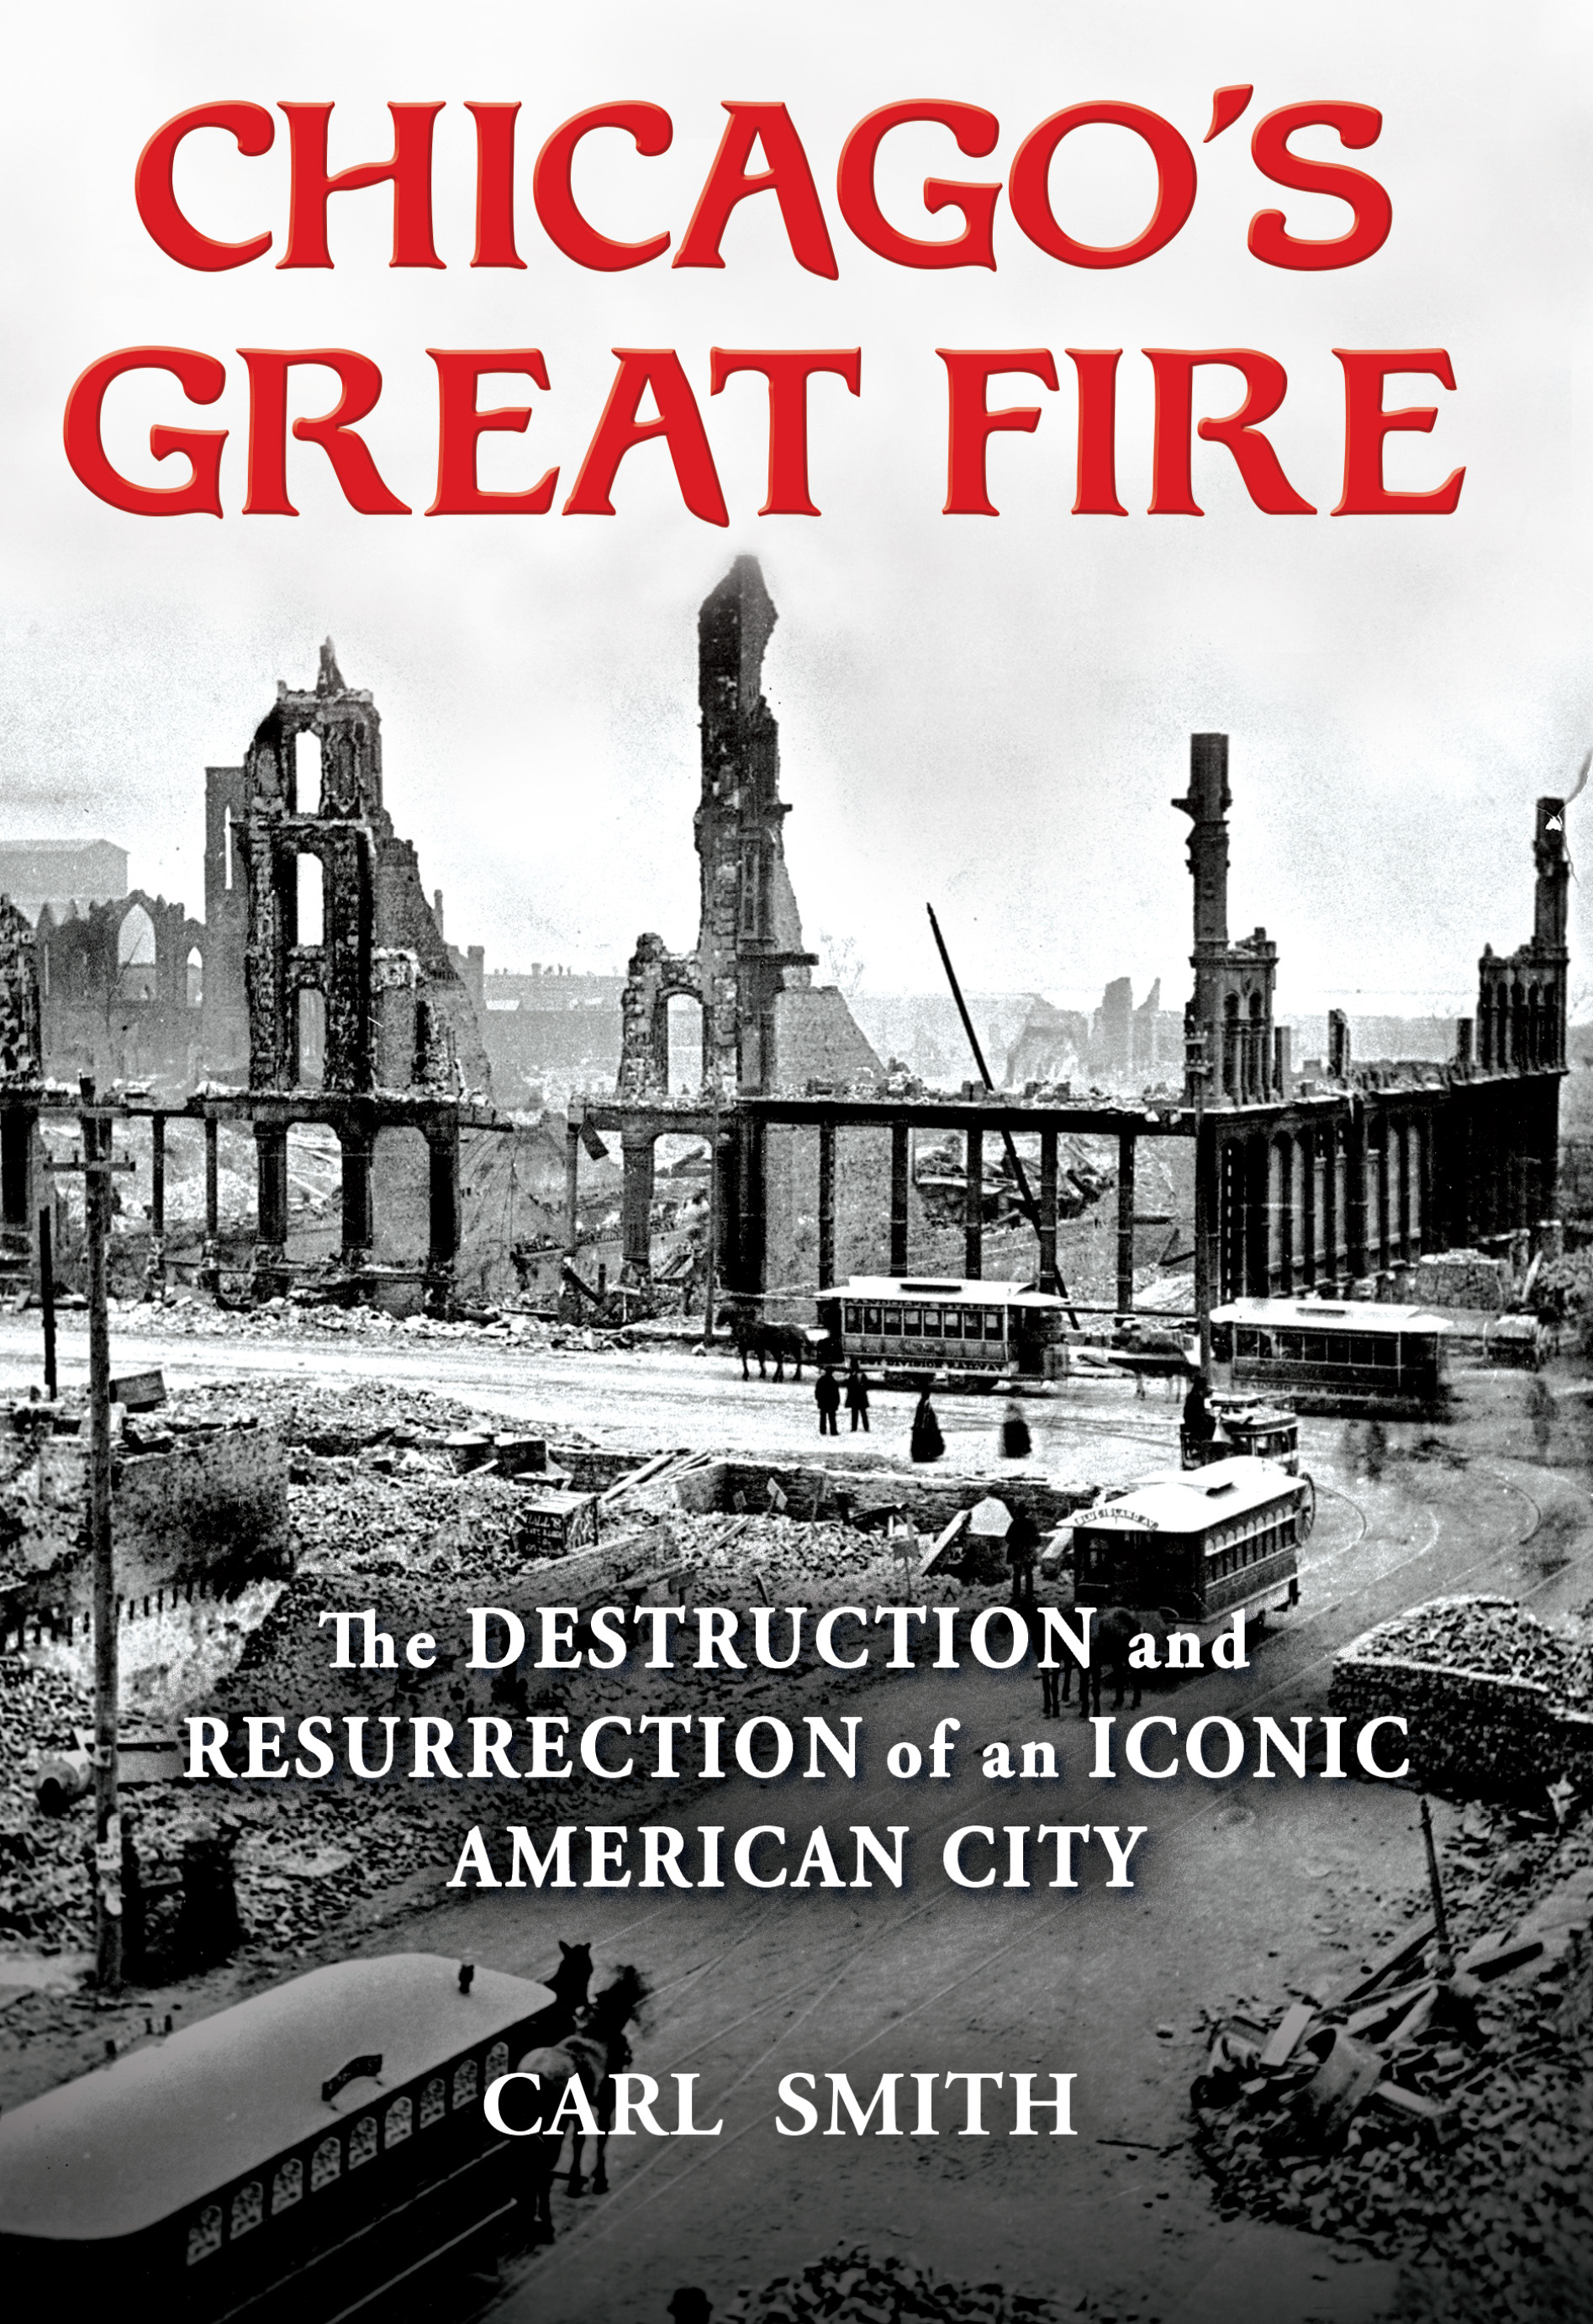 CHICAGO'S
GREAT FIRE
The DESTRUCTION and
RESURRECTION of an ICONIC
AMERICAN CITY
CARL SMITH